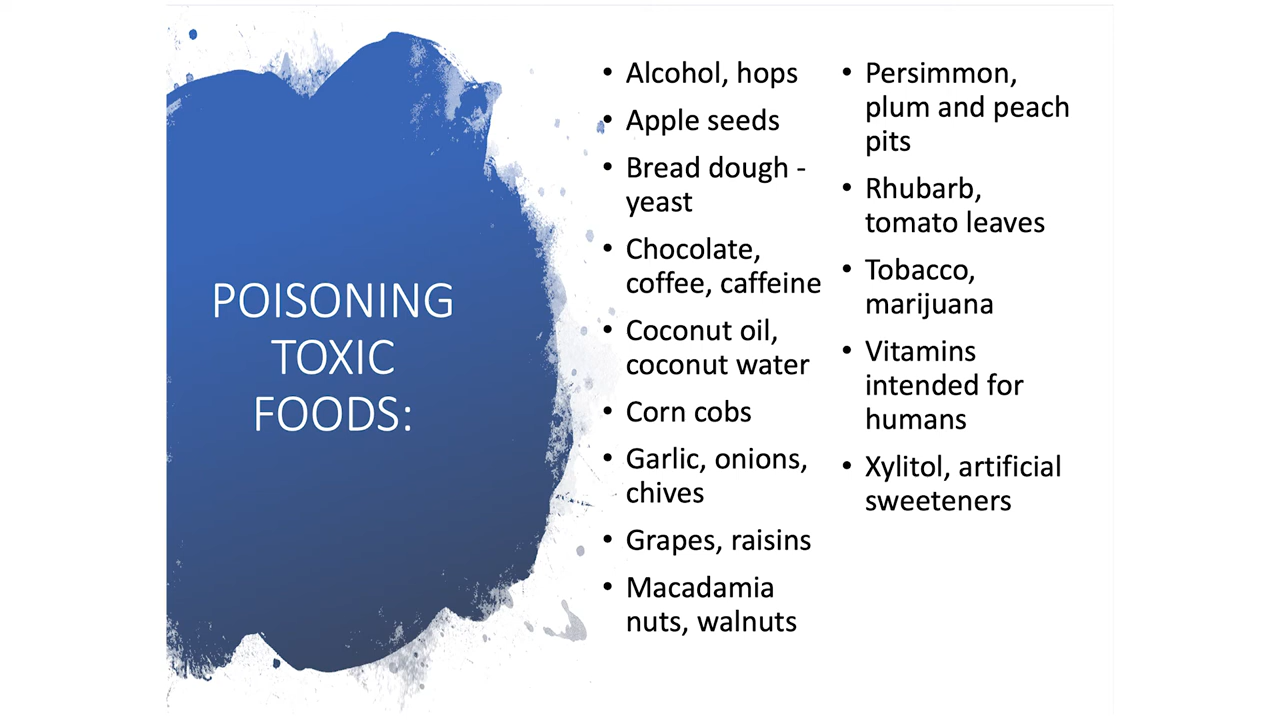 POISONING
TOXIC
FOODS:
• Alcohol, hops
• Apple seeds
• Bread dough -
yeast
• Chocolate,
coffee, caffeine
• Coconut oil,
coconut water
• Corn cobs
• Garlic, onions,
chives
• Grapes, raisins
• Macadamia
nuts, walnuts
• Persimmon,
plum and peach
pits
• Rhubarb,
tomato leaves
• Tobacco,
marijuana
• Vitamins
intended for
humans
• Xylitol, artificial
sweeteners